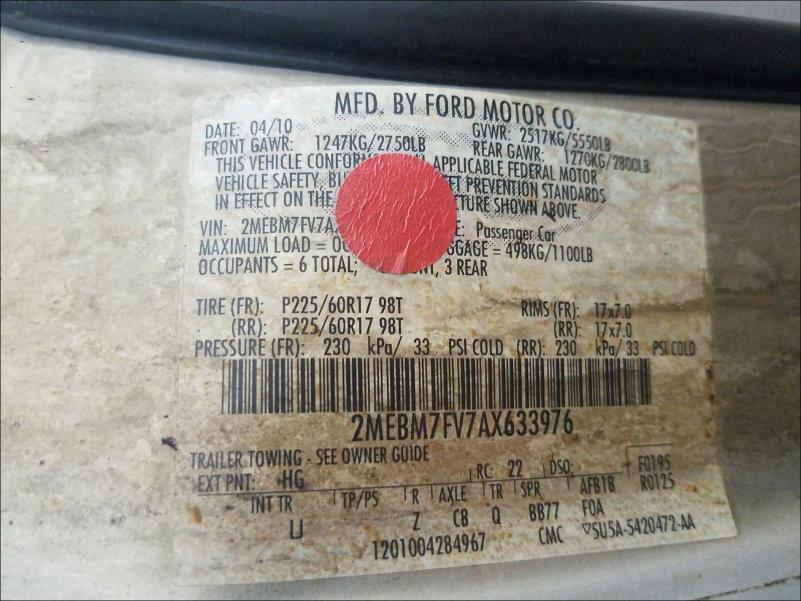 MFD. BY FORD MOTOR CO.
DATE: 04/10 GVWR: 2517KG/5550LB
FRONT GAWR: 1247KG/2750LB REAR GAWR: 1270KG/2800LB
THIS VEHICLE CONFORM APPLICABLE FEDERAL MOTOR
VEHICLE SAFETY, BU PREVENTION STANDARDS
IN EFFECT ON THE SHOWN ABOVE.
VIN: 2MEBM7FV7A Passenger Car
MAXIMUM LOAD = OC GGAGE = 498KG/1100LB
OCCUPANTS = 6 TOTAL; NT, 3 REAR
TIRE (FR): P225/60R17 98T RIMS (FR): 17x7.0
(RR): P225/60R17 98T (RR): 17x7.0
PRESSURE (FR): 230 kPa/ 33 PSI COLD (RR): 230 kPa/ 33 PSI COLD
2MEBM7FV7AX633976
TRAILER TOWING - SEE OWNER GUIDE
EXT PNT: HG RC: 22 DSO: F0195
INT TR TP/PS R AXLE TR SPR AFB18 R0125
U Z C8 Q BB77 FOA
1201004284967 CMC ▽5U5A-5420472-AA